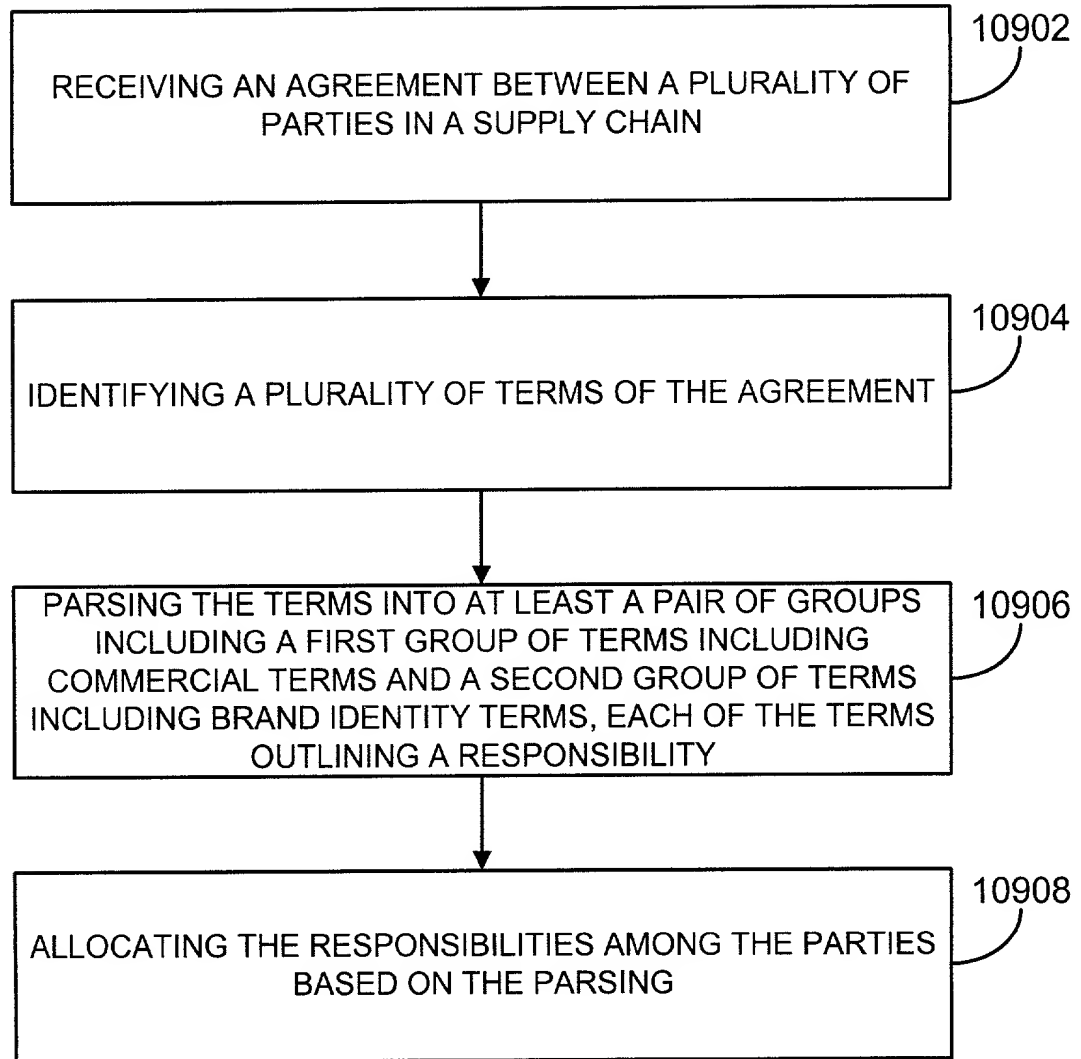 10902
RECEIVING AN AGREEMENT BETWEEN A PLURALITY OF
PARTIES IN A SUPPLY CHAIN
10904
IDENTIFYING A PLURALITY OF TERMS OF THE AGREEMENT
10906
PARSING THE TERMS INTO AT LEAST A PAIR OF GROUPS
INCLUDING A FIRST GROUP OF TERMS INCLUDING
COMMERCIAL TERMS AND A SECOND GROUP OF TERMS
INCLUDING BRAND IDENTITY TERMS, EACH OF THE TERMS
OUTLINING A RESPONSIBILITY
10908
ALLOCATING THE RESPONSIBILITIES AMONG THE PARTIES
BASED ON THE PARSING